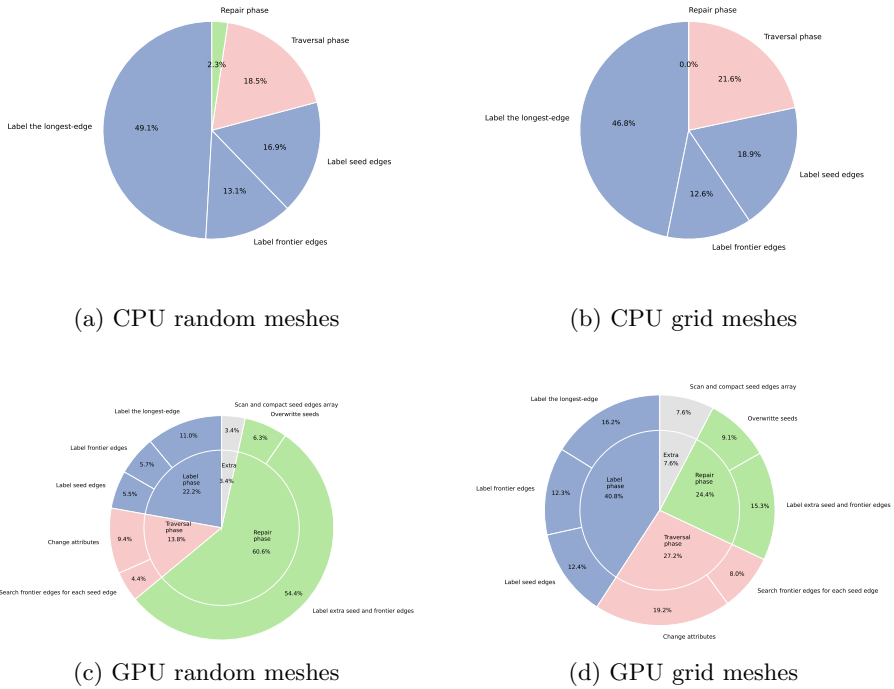 Repair phase
Traversal phase
2.3%
18.5%
Label the longest-edge
49.1%
16.9%
Label seed edges
13.1%
Label frontier edges
(a) CPU random meshes
Repair phase
Traversal phase
0.0%
21.6%
Label the longest-edge
46.8%
18.9%
Label seed edges
12.6%
Label frontier edges
(b) CPU grid meshes
Scan and compact seed edges array
Label the longest-edge
Overwritte seeds
3.4%
11.0%
6.3%
Label frontier edges
5.7%
Extra
3.4%
Label
phase
22.2%
Label seed edges
5.5%
Traversal
phase
13.8%
Repair
phase
60.6%
Change attributes
9.4%
4.4%
Search frontier edges for each seed edge
54.4%
Label extra seed and frontier edges
(c) GPU random meshes
Scan and compact seed edges array
Label the longest-edge
7.6%
Overwritte seeds
16.2%
9.1%
Extra
7.6%
Repair
phase
24.4%
Label
phase
40.8%
Label frontier edges
12.3%
15.3%
Label extra seed and frontier edges
Traversal
phase
27.2%
12.4%
8.0%
Label seed edges
Search frontier edges for each seed edge
19.2%
Change attributes
(d) GPU grid meshes